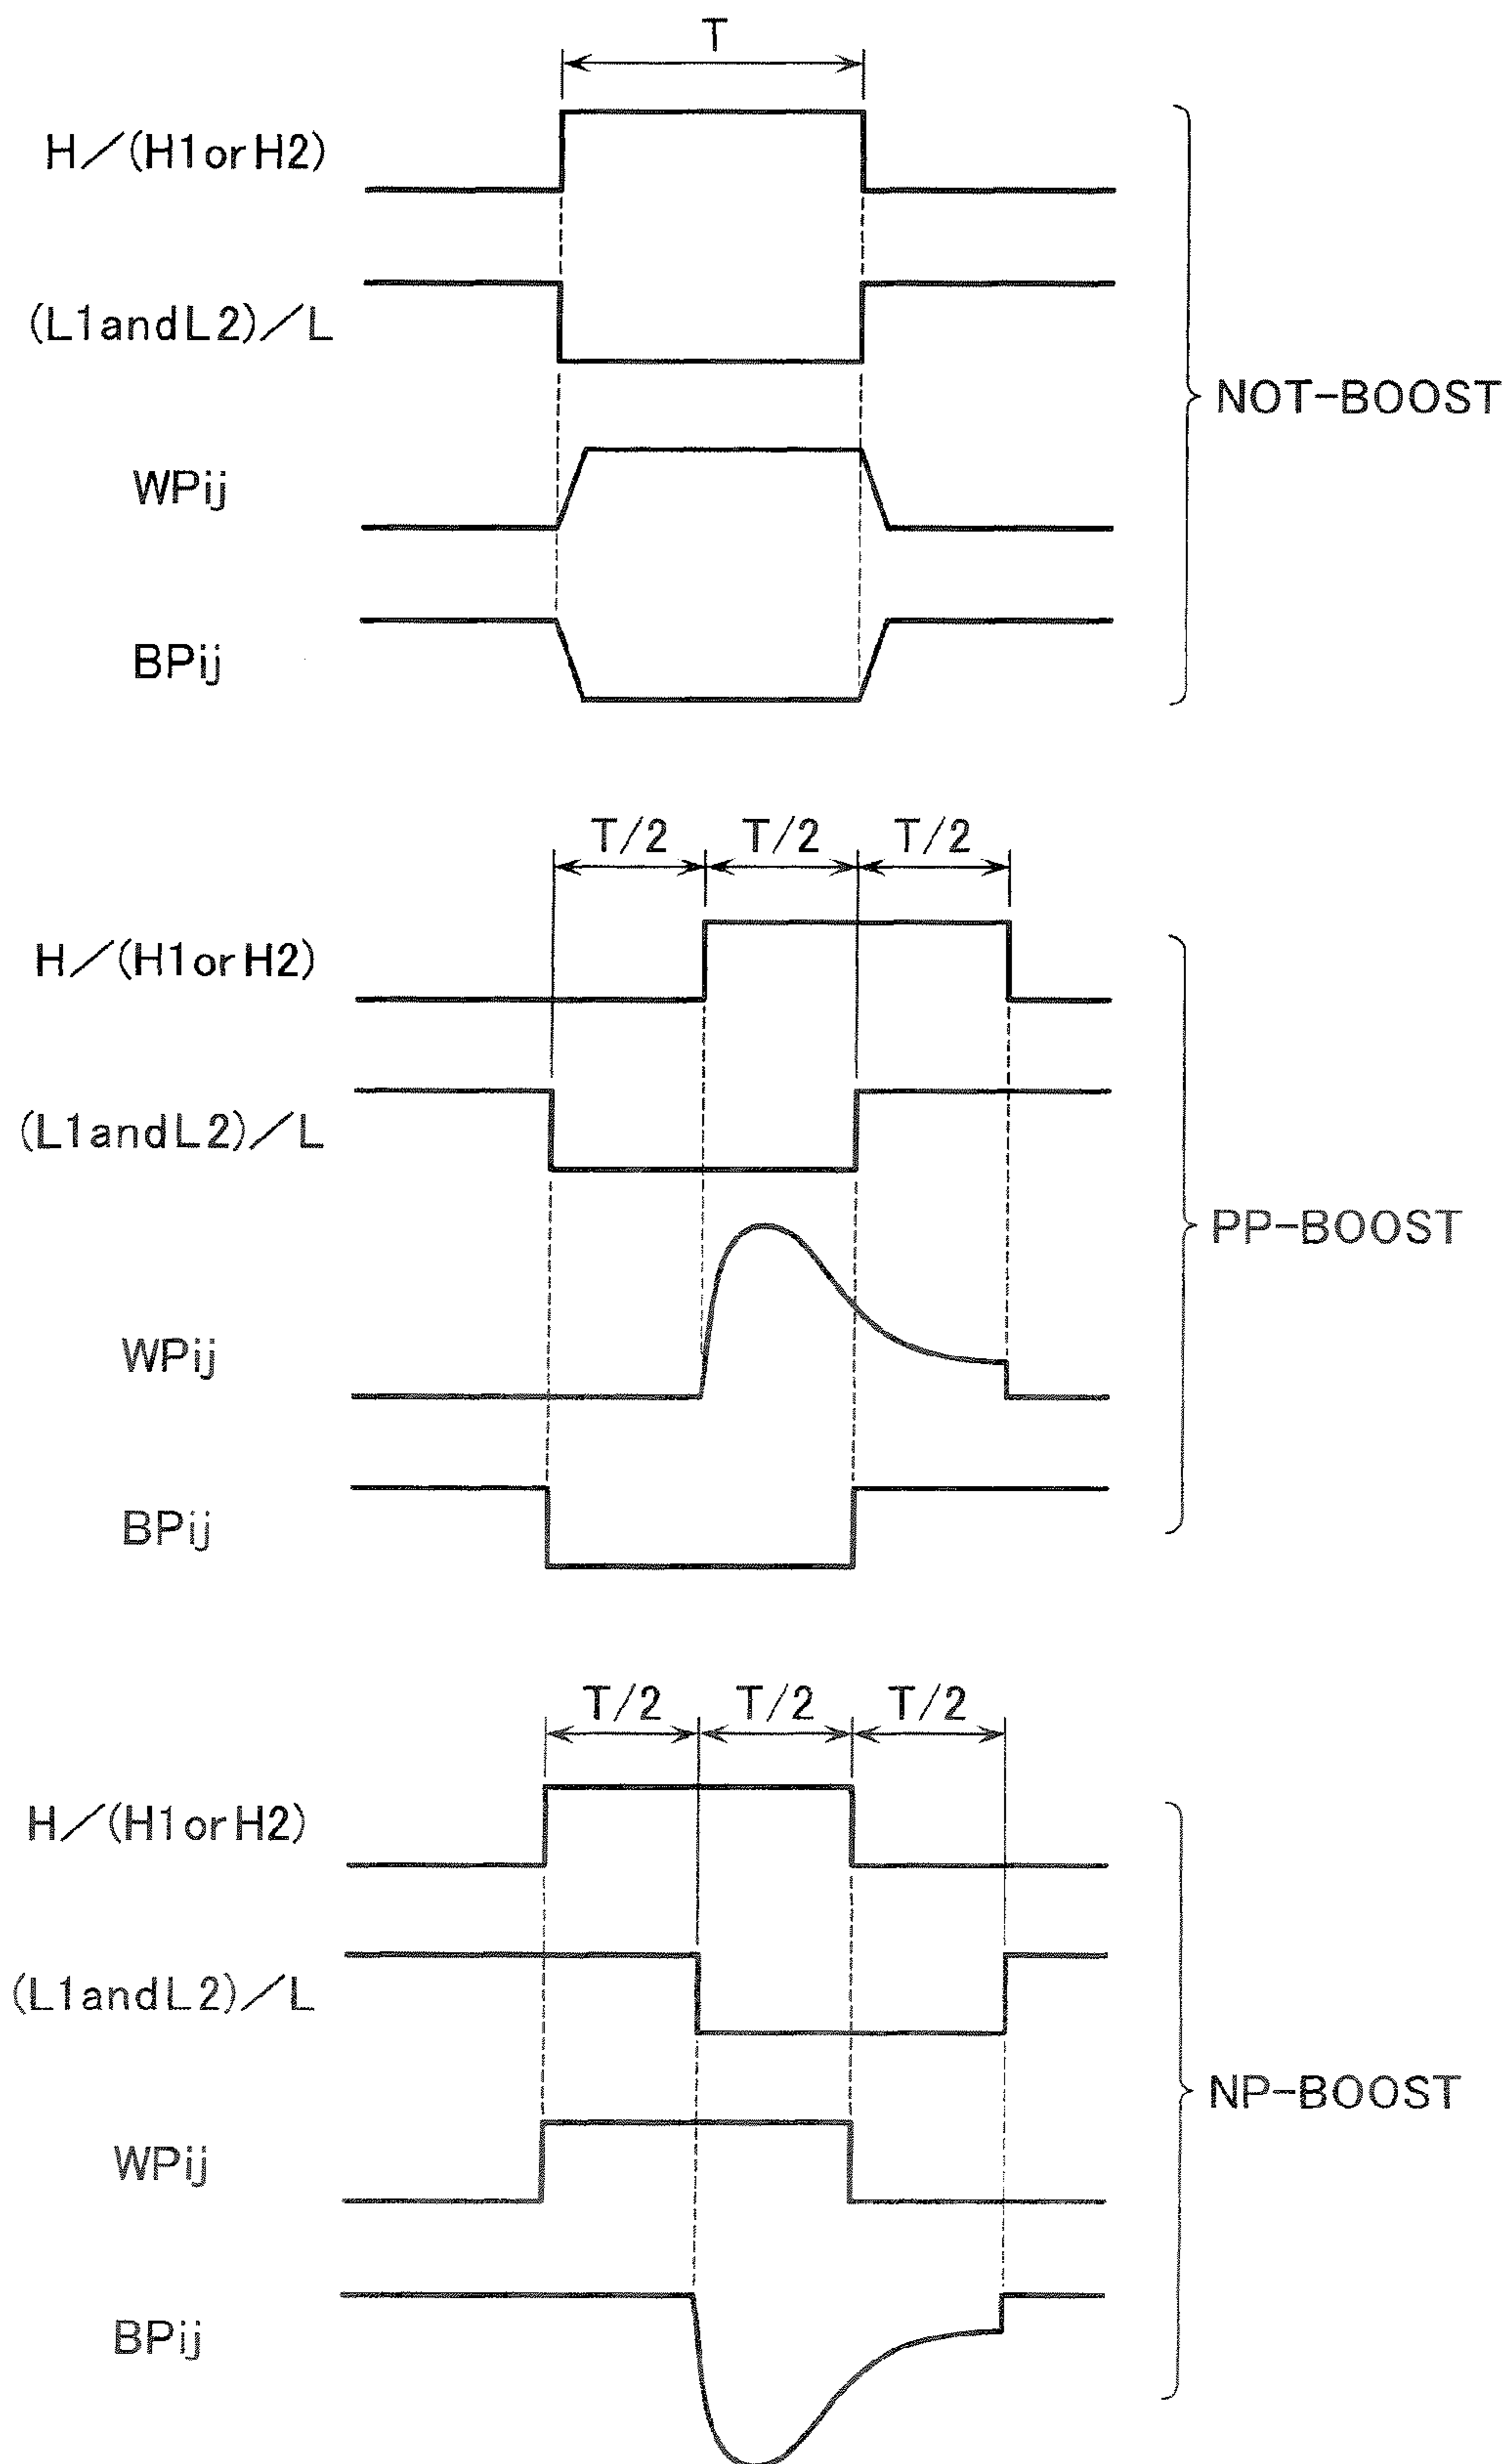 T
H／(H1orH2)
(L1andL2)／L
WPij
BPij
NOT-BOOST
T/2 T/2 T/2
H／(H1orH2)
(L1andL2)／L
WPij
BPij
PP-BOOST
T/2 T/2 T/2
H／(H1orH2)
(L1andL2)／L
WPij
BPij
NP-BOOST